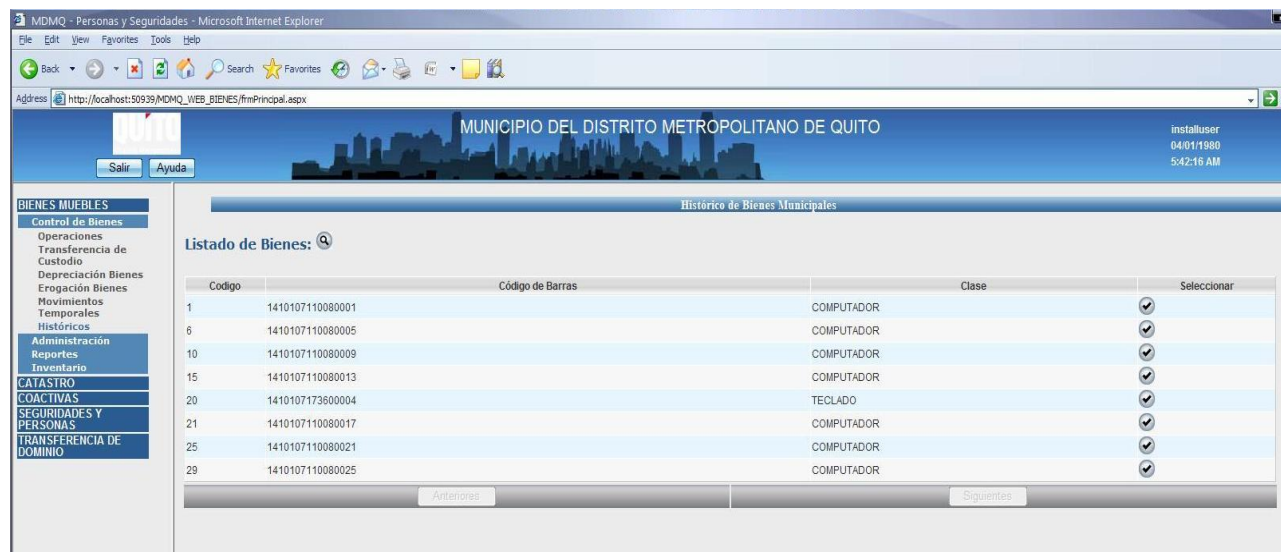 MDMQ - Personas y Seguridades - Microsoft Internet Explorer
File Edit View Favorites Tools Help
Back Search Favorites
Address http://localhost:50939/MDMQ_WEB_BIENES/frmPrincipal.aspx
QUITO
MUNICIPIO DEL DISTRITO METROPOLITANO DE QUITO
installuser
04/01/1980
5:42:16 AM
Salir Ayuda
BIENES MUEBLES
Control de Bienes
Operaciones
Transferencia de
Custodio
Depreciación Bienes
Erogación Bienes
Movimientos
Temporales
Históricos
Administración
Reportes
Inventario
CATASTRO
COACTIVAS
SEGURIDADES Y
PERSONAS
TRANSFERENCIA DE
DOMINIO
Histórico de Bienes Municipales
Listado de Bienes:
Codigo Código de Barras Clase Seleccionar
1 1410107110080001 COMPUTADOR
6 1410107110080005 COMPUTADOR
10 1410107110080009 COMPUTADOR
15 1410107110080013 COMPUTADOR
20 1410107173600004 TECLADO
21 1410107110080017 COMPUTADOR
25 1410107110080021 COMPUTADOR
29 1410107110080025 COMPUTADOR
Anteriores Siguientes